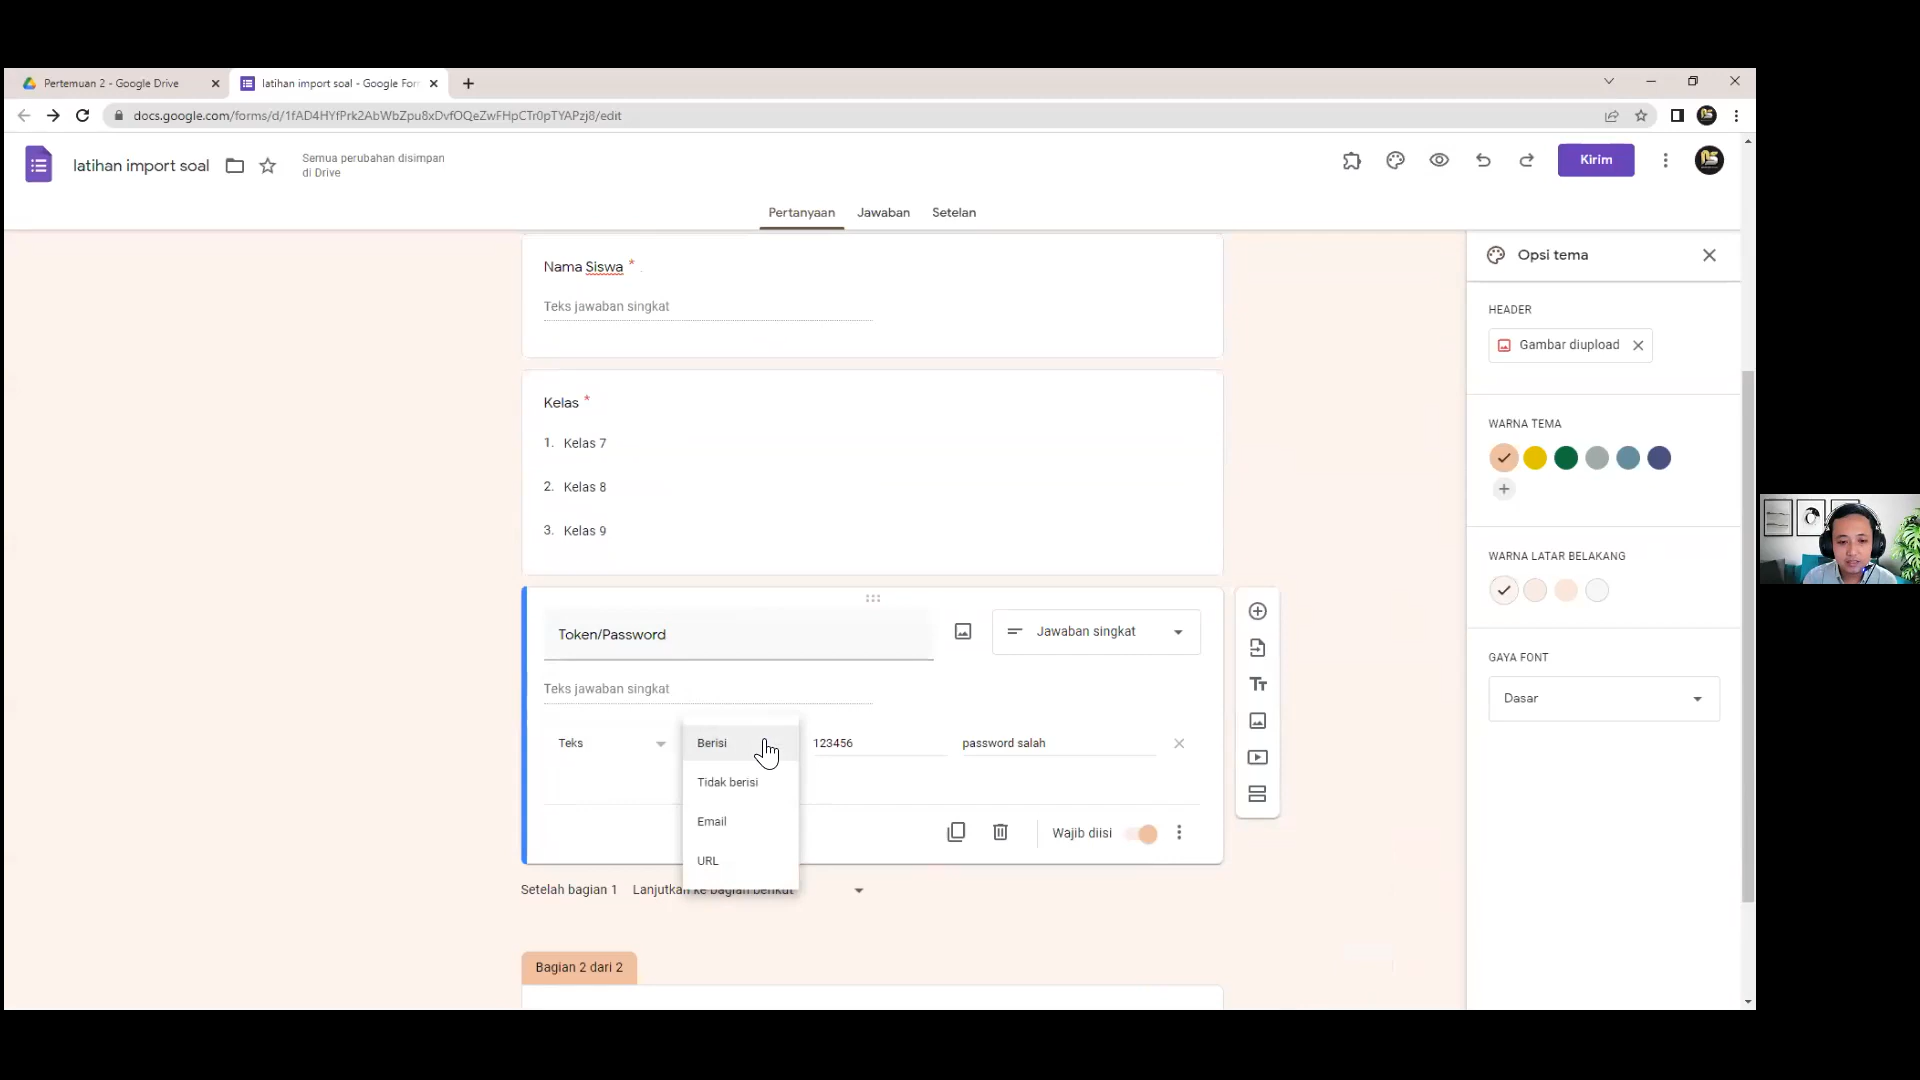 Pertemuan 2 - Google Drive
latihan import soal - Google For
docs.google.com/forms/d/1fAD4HYfPrk2AbWbZpu8xDvfOQeZwFHpCTr0pTYAPzj8/edit
latihan import soal
Semua perubahan disimpan
di Drive
Kirim
Pertanyaan
Jawaban
Setelan
Nama Siswa *
Teks jawaban singkat
Kelas *
1. Kelas 7
2. Kelas 8
3. Kelas 9
Token/Password
Jawaban singkat
Teks jawaban singkat
Teks
Berisi
123456
password salah
Tidak berisi
Email
URL
Wajib diisi
Setelah bagian 1
Lanjutkan ke bagian berikut
Bagian 2 dari 2
Opsi tema
HEADER
Gambar diupload
WARNA TEMA
WARNA LATAR BELAKANG
GAYA FONT
Dasar